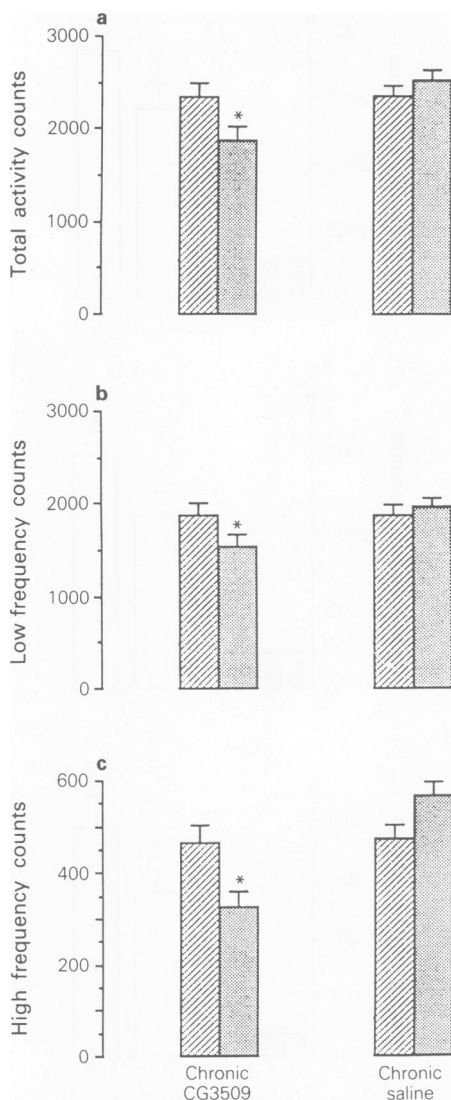 a
3000
2000
1000
0
Total activity counts
*
b
3000
2000
1000
0
Low frequency counts
*
c
600
400
200
0
High frequency counts
*
Chronic
CG3509
Chronic
saline